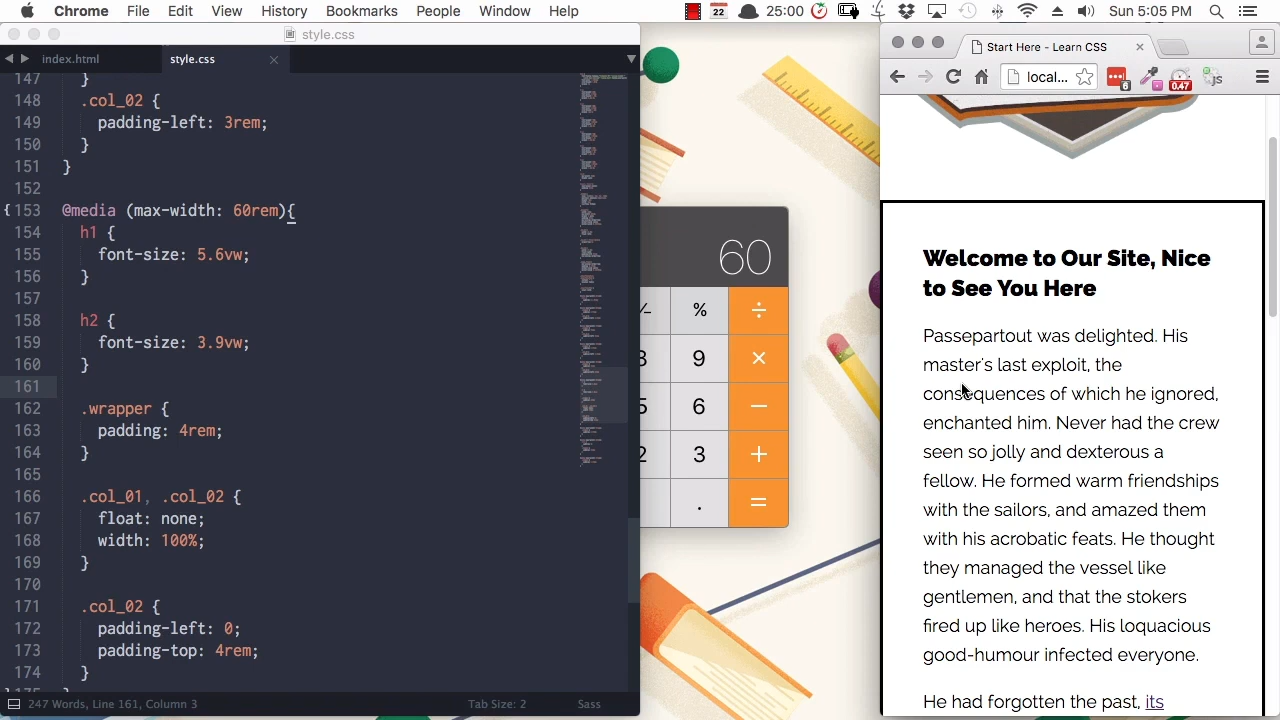 Chrome File Edit View History Bookmarks People Window Help 22 25:00 Sun 5:05 PM
style.css
index.html style.css
147 }
148 .col_02 {
149 padding-left: 3rem;
150 }
151 }
152
{153 @media (mxx-width: 60rem){
154 h1 {
155 font-size: 5.6vw;
156 }
157
158 h2 {
159 font-size: 3.9vw;
160 }
161
162 .wrapper {
163 padding: 4rem;
164 }
165
166 .col_01, .col_02 {
167 float: none;
168 width: 100%;
169 }
170
171 .col_02 {
172 padding-left: 0;
173 padding-top: 4rem;
174 }
247 Words, Line 161, Column 3 Tab Size: 2 Sass
60
% ÷
9 ×
5 6 −
2 3 +
. =
Start Here - Learn CSS
local... 6 0.47 js
Welcome to Our Site, Nice
to See You Here
Passepartout was delighted. His
master's last exploit, the
consequences of which he ignored,
enchanted him. Never had the crew
seen so jolly and dexterous a
fellow. He formed warm friendships
with the sailors, and amazed them
with his acrobatic feats. He thought
they managed the vessel like
gentlemen, and that the stokers
fired up like heroes. His loquacious
good-humour infected everyone.
He had forgotten the past, its